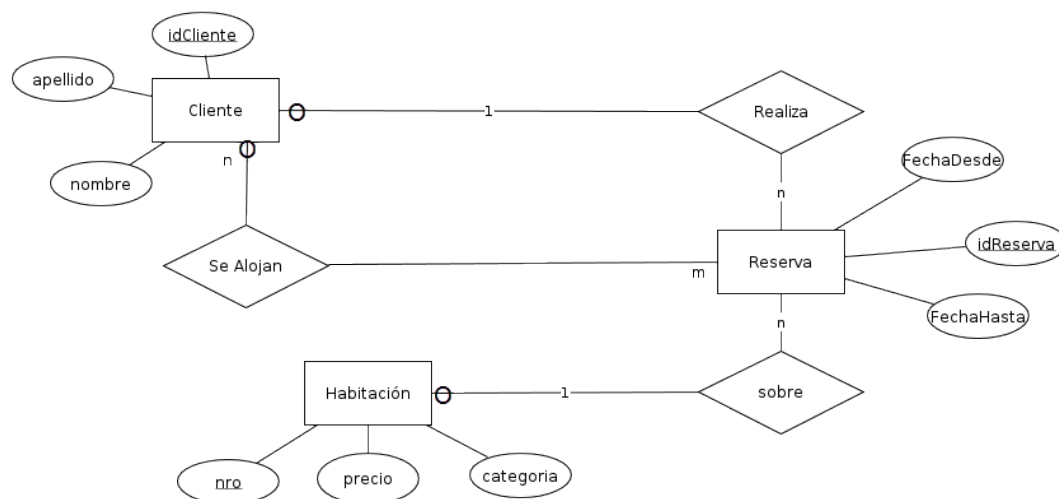 idCliente
apellido
Cliente
1
Realiza
n
nombre
n
FechaDesde
Se Alojan
m
Reserva
idReserva
FechaHasta
n
Habitación
1
sobre
nro
precio
categoria